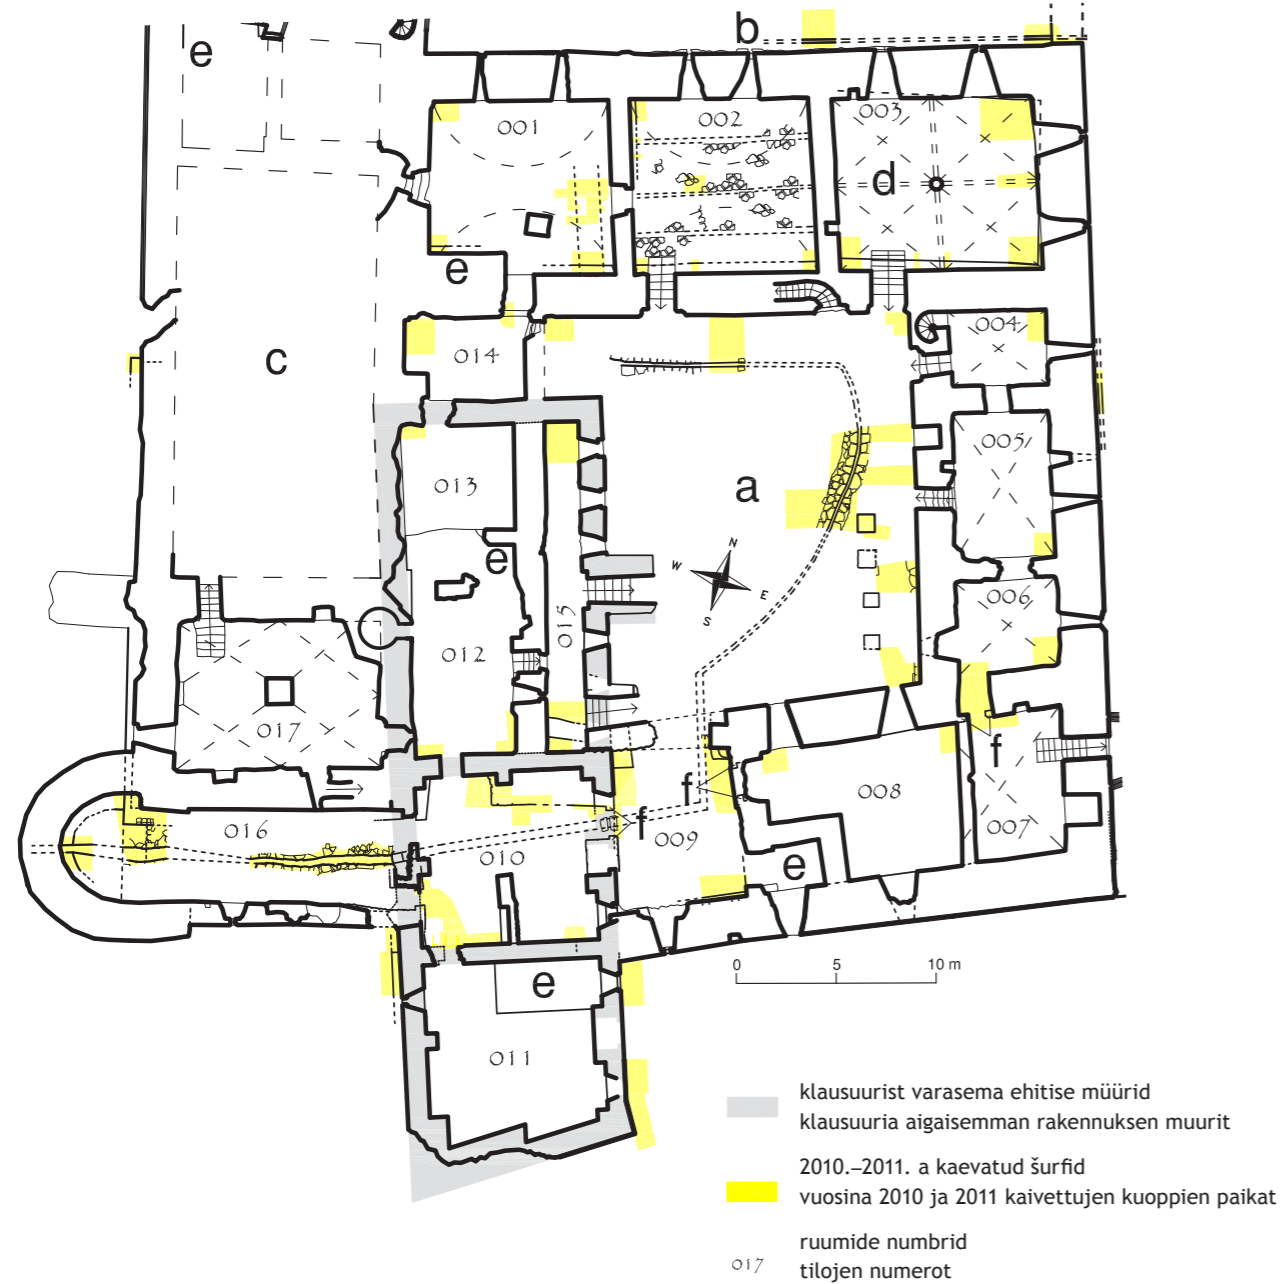 b
e
001
002
003
d
e
c
014
004
005
013
a
e
N
W
E
S
006
015
012
017
f
f
008
016
f
009
007
010
e
0
5
10 m
e
011
klausuurist varasema ehitise müürid
klausuuria aigaisemman rakennuksen muurit
2010.–2011. a kaevatud šurfid
vuosina 2010 ja 2011 kaivettujen kuoppien paikat
ruumide numbrid
017
tilojen numerot